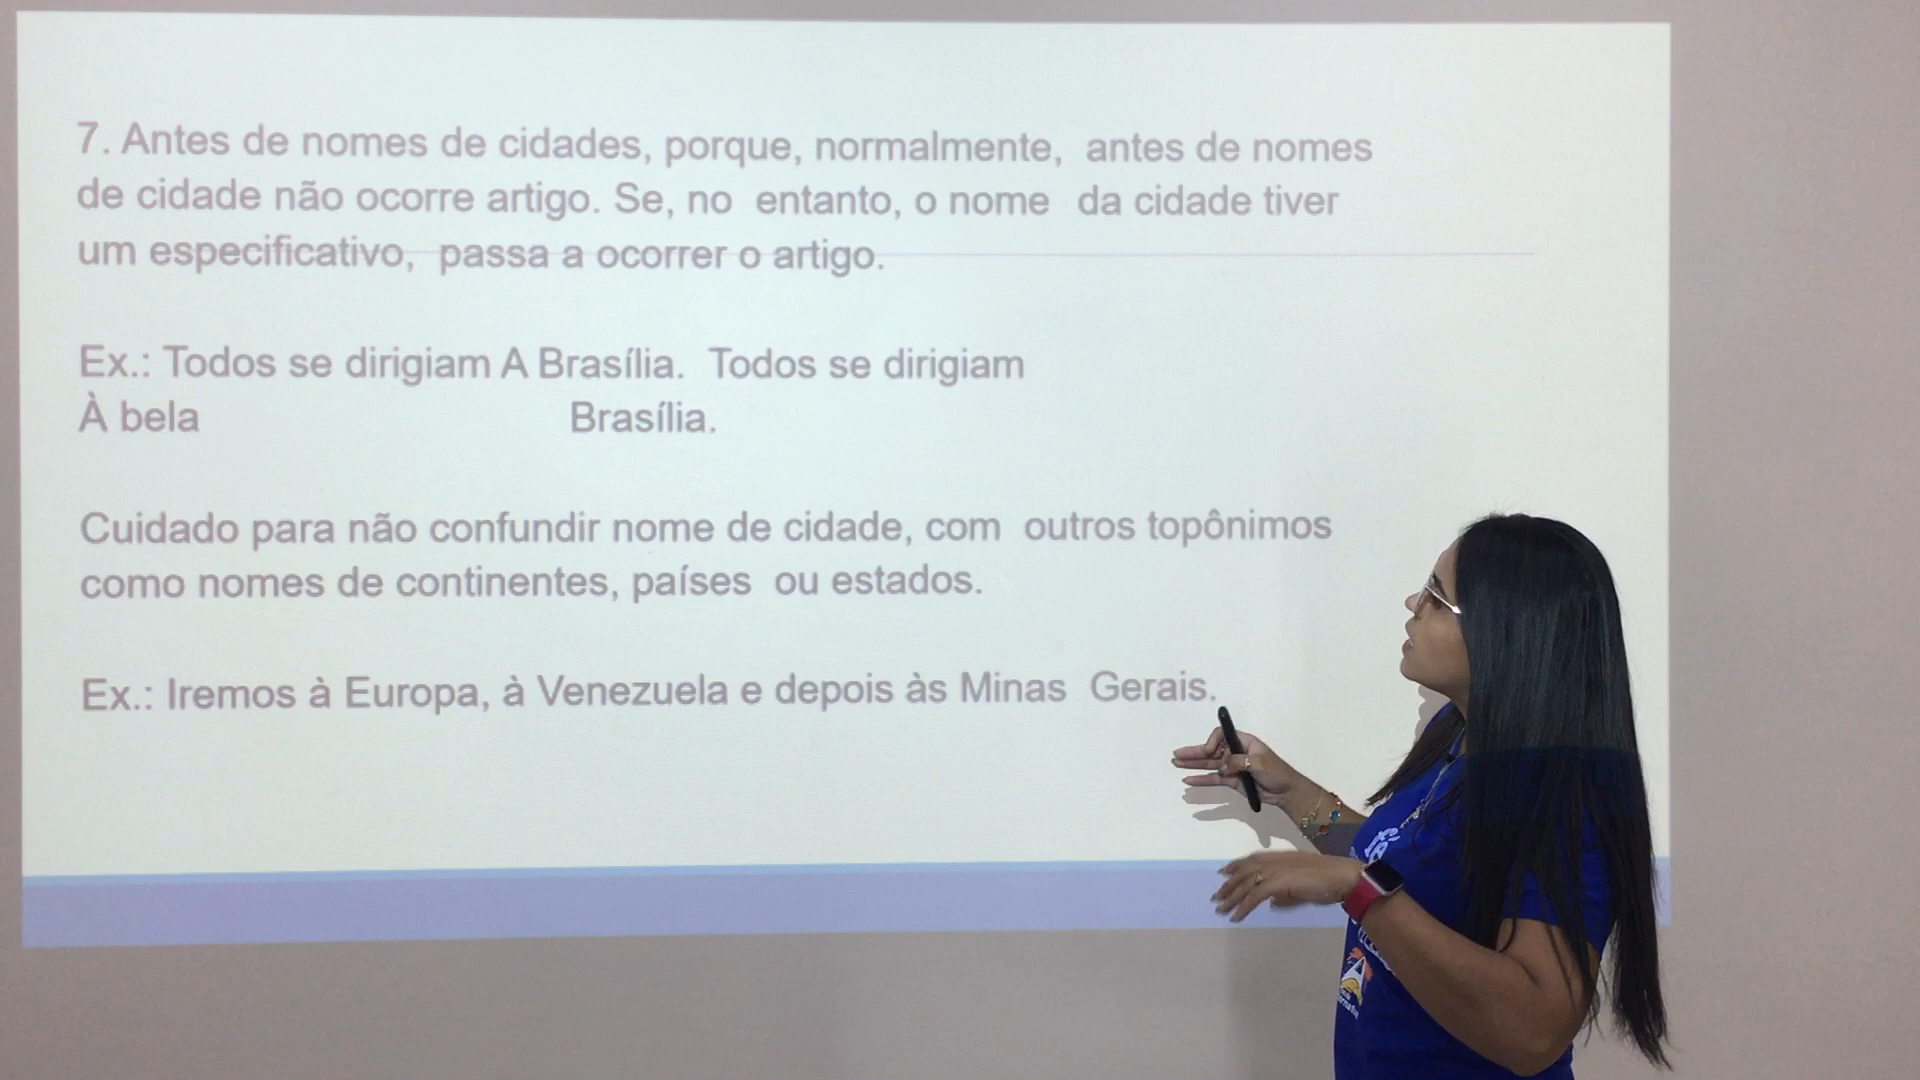 7. Antes de nomes de cidades, porque, normalmente, antes de nomes
de cidade não ocorre artigo. Se, no entanto, o nome da cidade tiver
um especificativo, passa a ocorrer o artigo.
Ex.: Todos se dirigiam A Brasília. Todos se dirigiam
À bela Brasília.
Cuidado para não confundir nome de cidade, com outros topônimos
como nomes de continentes, países ou estados.
Ex.: Iremos à Europa, à Venezuela e depois às Minas Gerais.